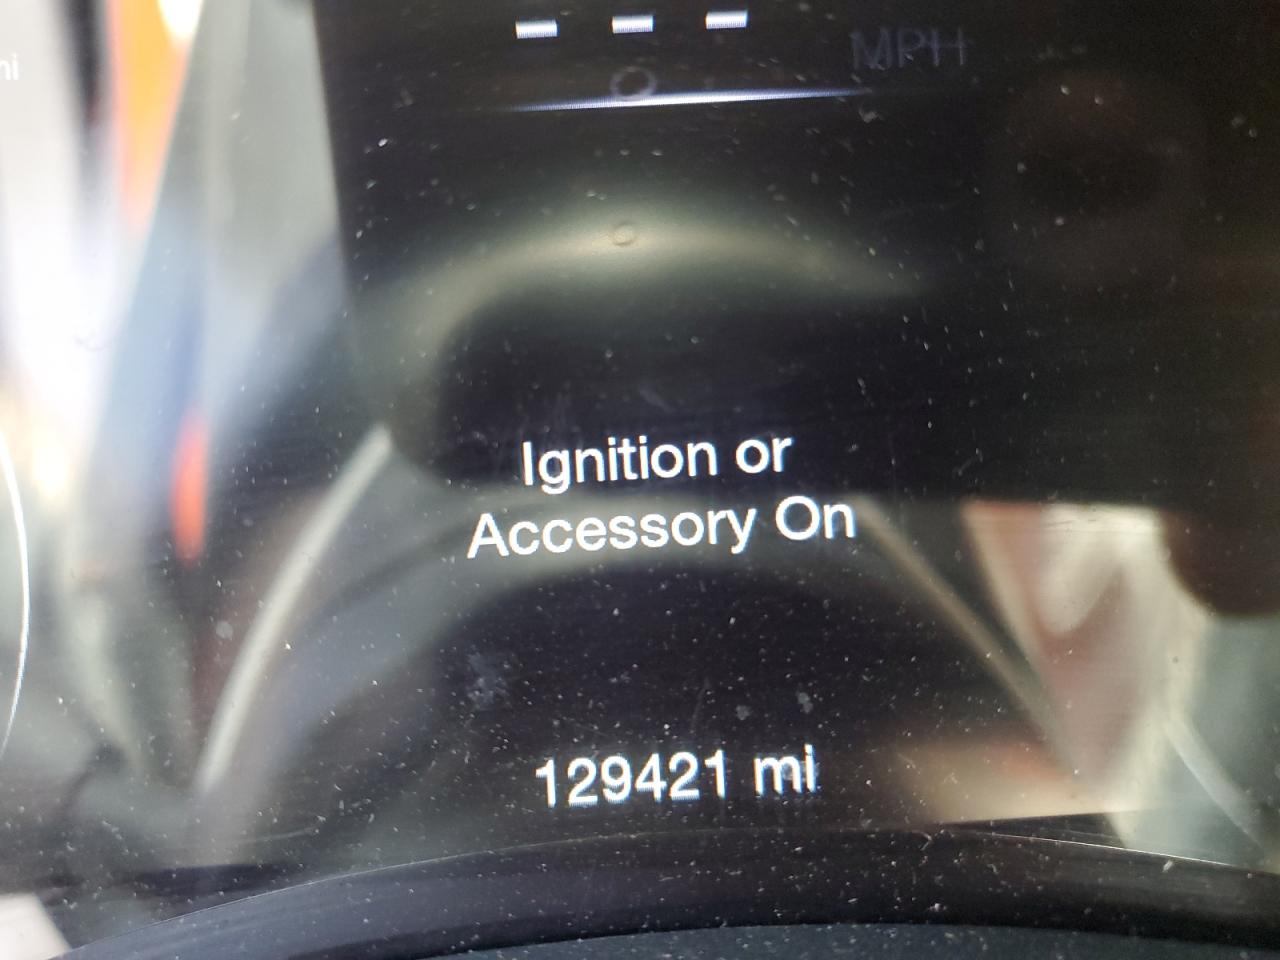 MPH
Ignition or
Accessory On
129421 mi